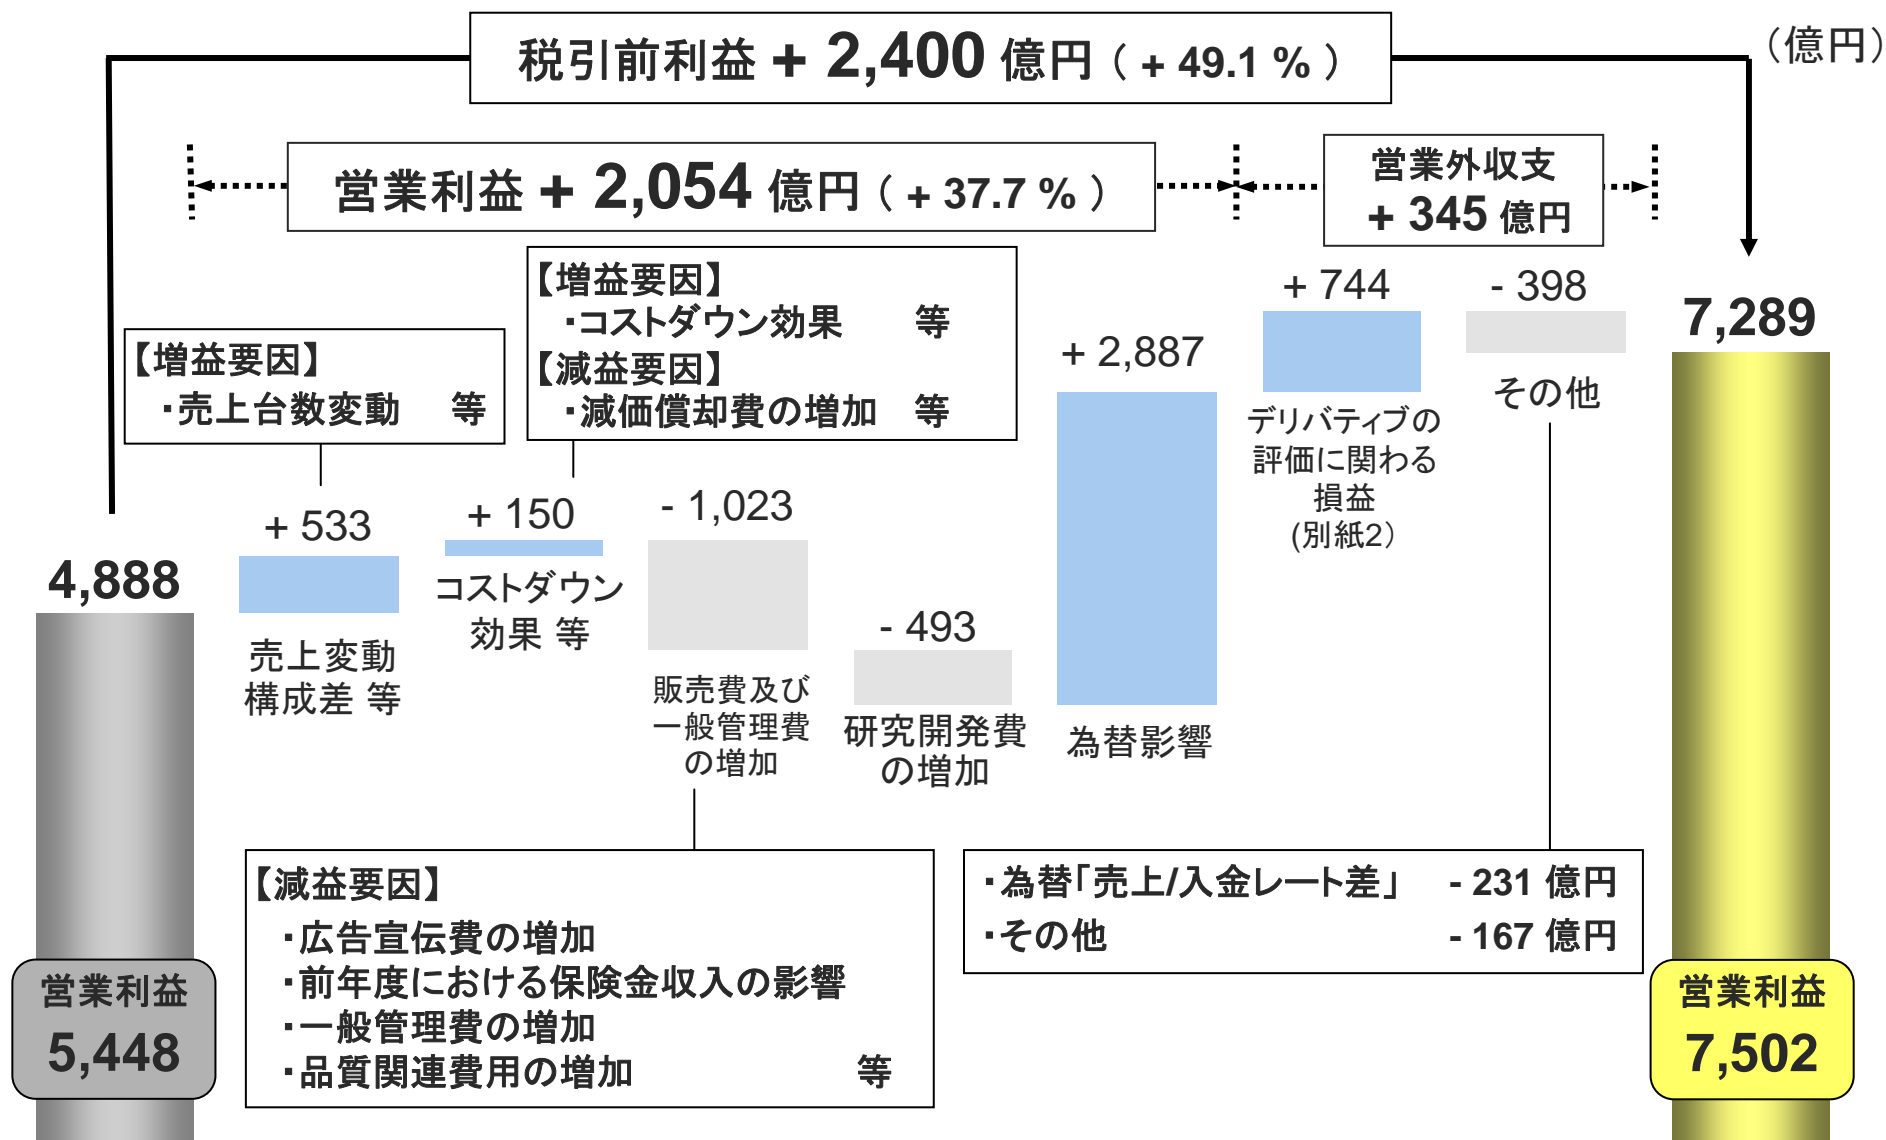 税引前利益 + 2,400 億円 ( + 49.1 % )
(億円)
営業利益 + 2,054 億円 ( + 37.7 % )
営業外収支
+ 345 億円
【増益要因】
・コストダウン効果 等
【減益要因】
・減価償却費の増加 等
【増益要因】
・売上台数変動 等
4,888
+ 533
売上変動
構成差 等
+ 150
コストダウン
効果 等
- 1,023
販売費及び
一般管理費
の増加
- 493
研究開発費
の増加
+ 2,887
為替影響
+ 744
デリバティブの
評価に関わる
損益
(別紙2)
- 398
その他
7,289
【減益要因】
・広告宣伝費の増加
・前年度における保険金収入の影響
・一般管理費の増加
・品質関連費用の増加 等
・為替「売上/入金レート差」 - 231 億円
・その他 - 167 億円
営業利益
5,448
営業利益
7,502